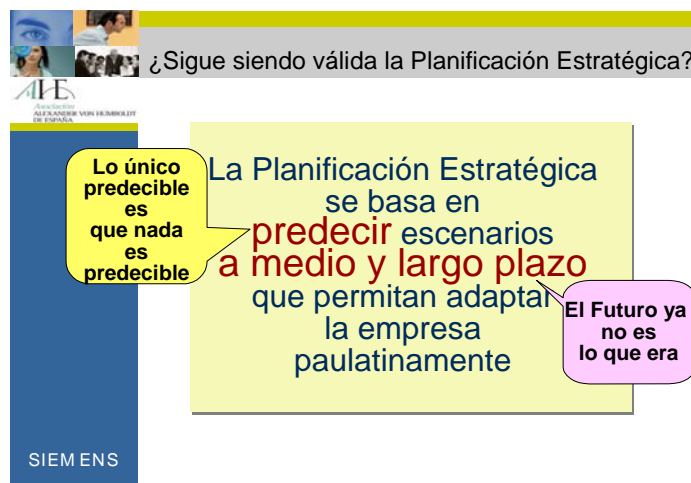 ¿Sigue siendo válida la Planificación Estratégica?
AHE
Asociación
ALEXANDER VON HUMBOLDT
DE ESPAÑA
Lo único
predecible
es
que nada
es
predecible
La Planificación Estratégica
se basa en
predecir escenarios
a medio y largo plazo
que permitan adaptar
la empresa
paulatinamente
El Futuro ya
no es
lo que era
SIEMENS